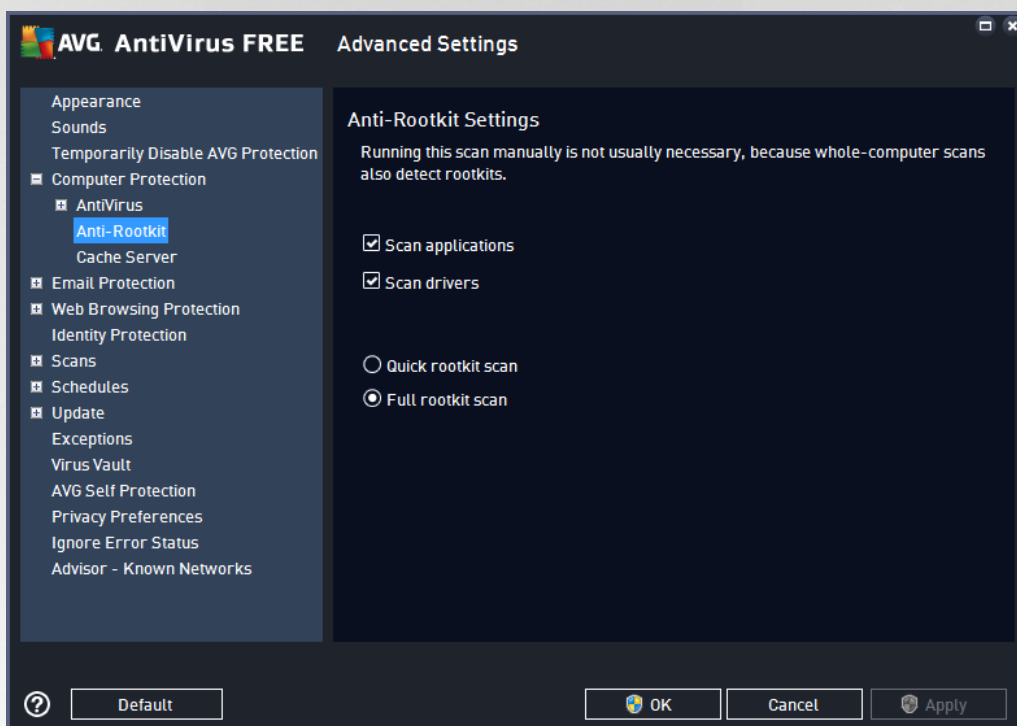 AVG. AntiVirus FREE
Advanced Settings
Appearance
Sounds
Temporarily Disable AVG Protection
Computer Protection
AntiVirus
Anti-Rootkit
Cache Server
Email Protection
Web Browsing Protection
Identity Protection
Scans
Schedules
Update
Exceptions
Virus Vault
AVG Self Protection
Privacy Preferences
Ignore Error Status
Advisor - Known Networks
Anti-Rootkit Settings
Running this scan manually is not usually necessary, because whole-computer scans
also detect rootkits.
Scan applications
Scan drivers
Quick rootkit scan
Full rootkit scan
Default
OK
Cancel
Apply